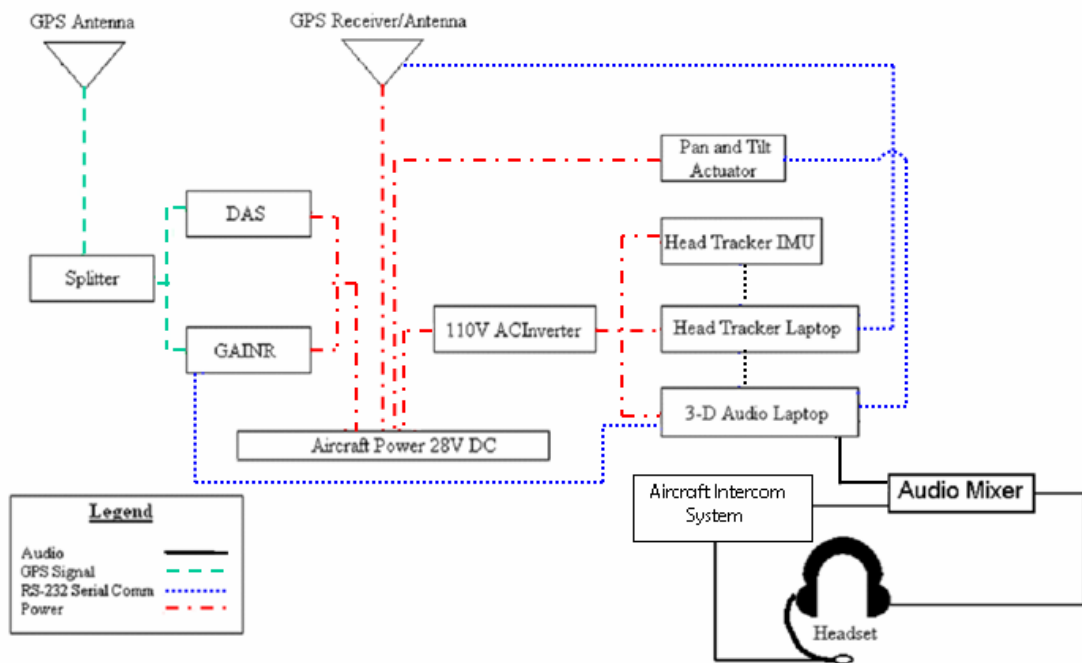 GPS Antenna
GPS Receiver/Antenna
Pan and Tilt
Actuator
DAS
Head Tracker IMU
Splitter
110V ACInverter
Head Tracker Laptop
GAINR
3-D Audio Laptop
Aircraft Power 28V DC
Aircraft Intercom
System
Audio Mixer
Legend
Audio
GPS Signal
RS-232 Serial Comm
Power
Headset